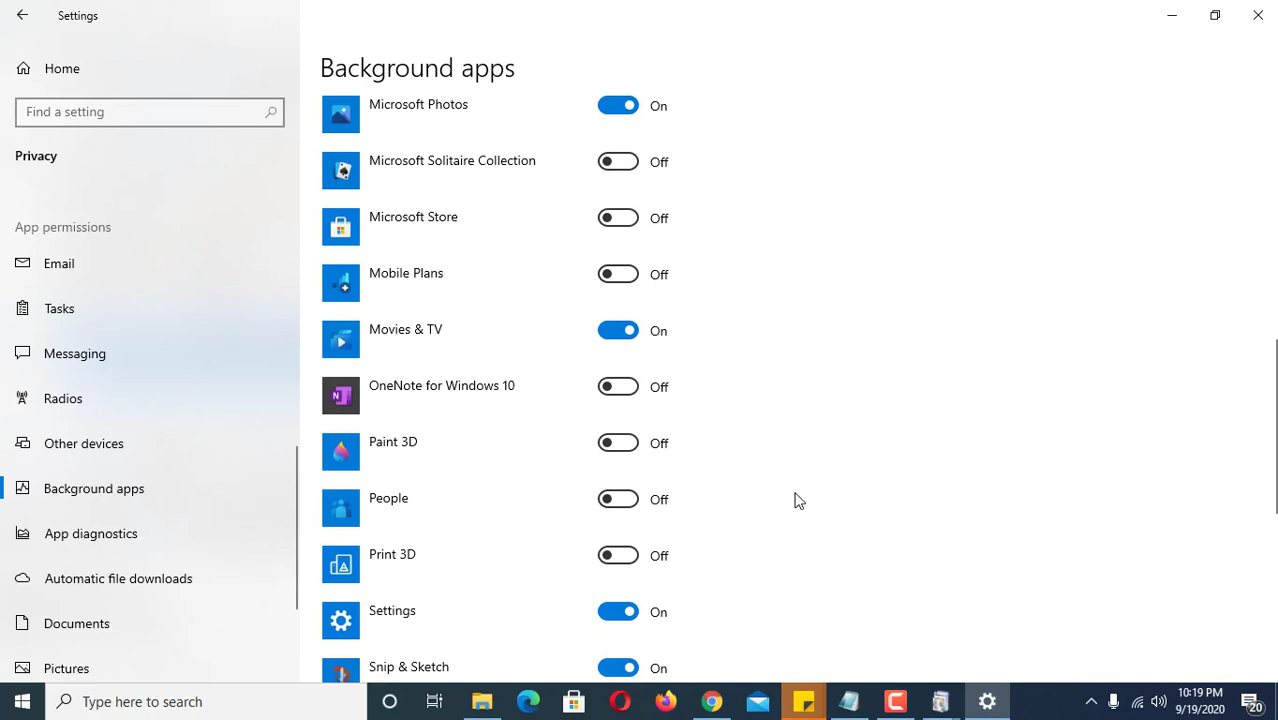 Settings
Home
Find a setting
Privacy
App permissions
Email
Tasks
Messaging
Radios
Other devices
Background apps
App diagnostics
Automatic file downloads
Documents
Pictures
Background apps
Microsoft Photos On
Microsoft Solitaire Collection Off
Microsoft Store Off
Mobile Plans Off
Movies & TV On
OneNote for Windows 10 Off
Paint 3D Off
People Off
Print 3D Off
Settings On
Snip & Sketch On
Type here to search
10:19 PM
9/19/2020
20